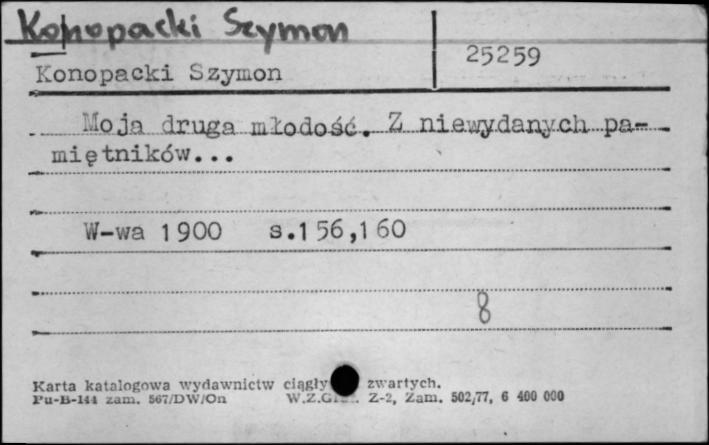 Konopacki Szymon
25259
Konopacki Szymon
Moja druga młodość. Z niewydanych pa-
miętników...
W-wa 1900 s.156,160
8
Karta katalogowa wydawnictw ciągły zwartych.
Pu-B-144 zam. 567/DW/On W.Z.G Z-2, Zam. 502/77, 6 400 000